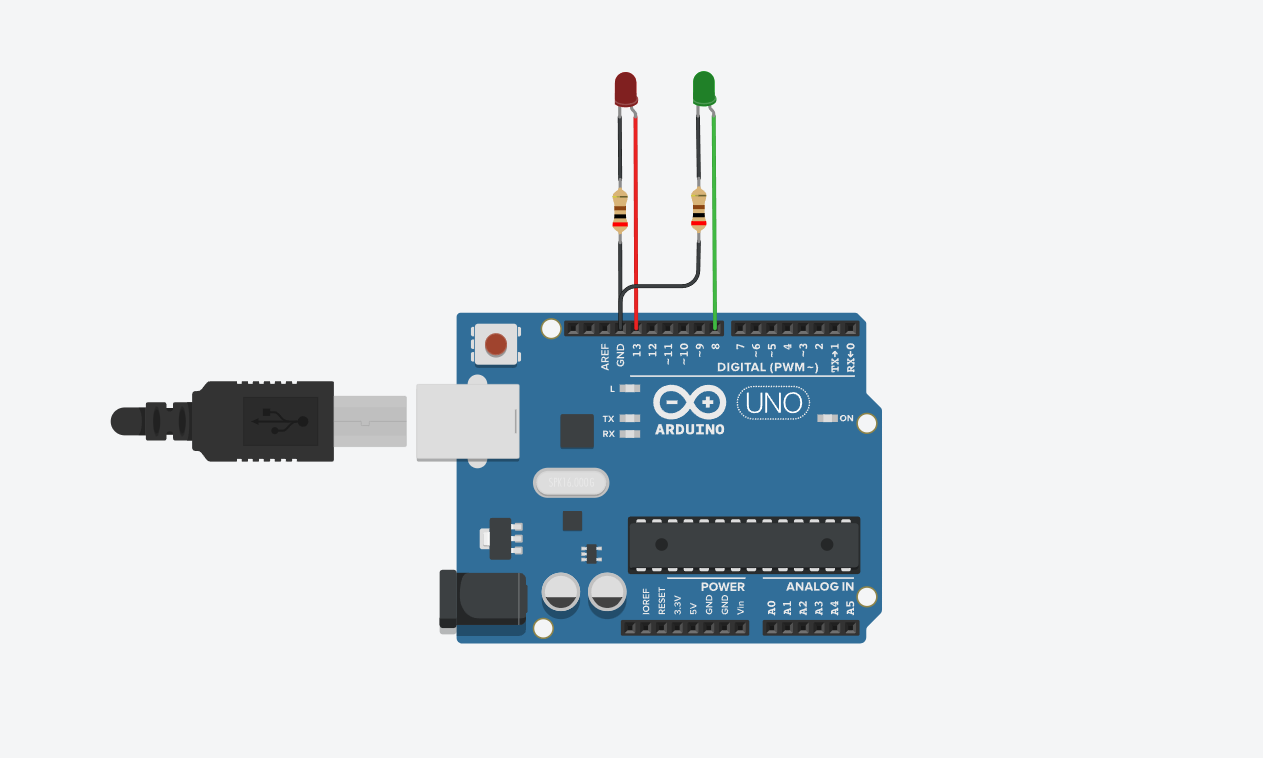 AREF
GND
13
12
~11
~10
~9
8
7
~6
~5
4
~3
2
TX→1
RX←0
DIGITAL (PWM~)
L
TX
RX
ARDUINO
UNO
ON
SPK16.000G
POWER
ANALOG IN
IOREF
RESET
3.3V
5V
GND
GND
Vin
A0
A1
A2
A3
A4
A5